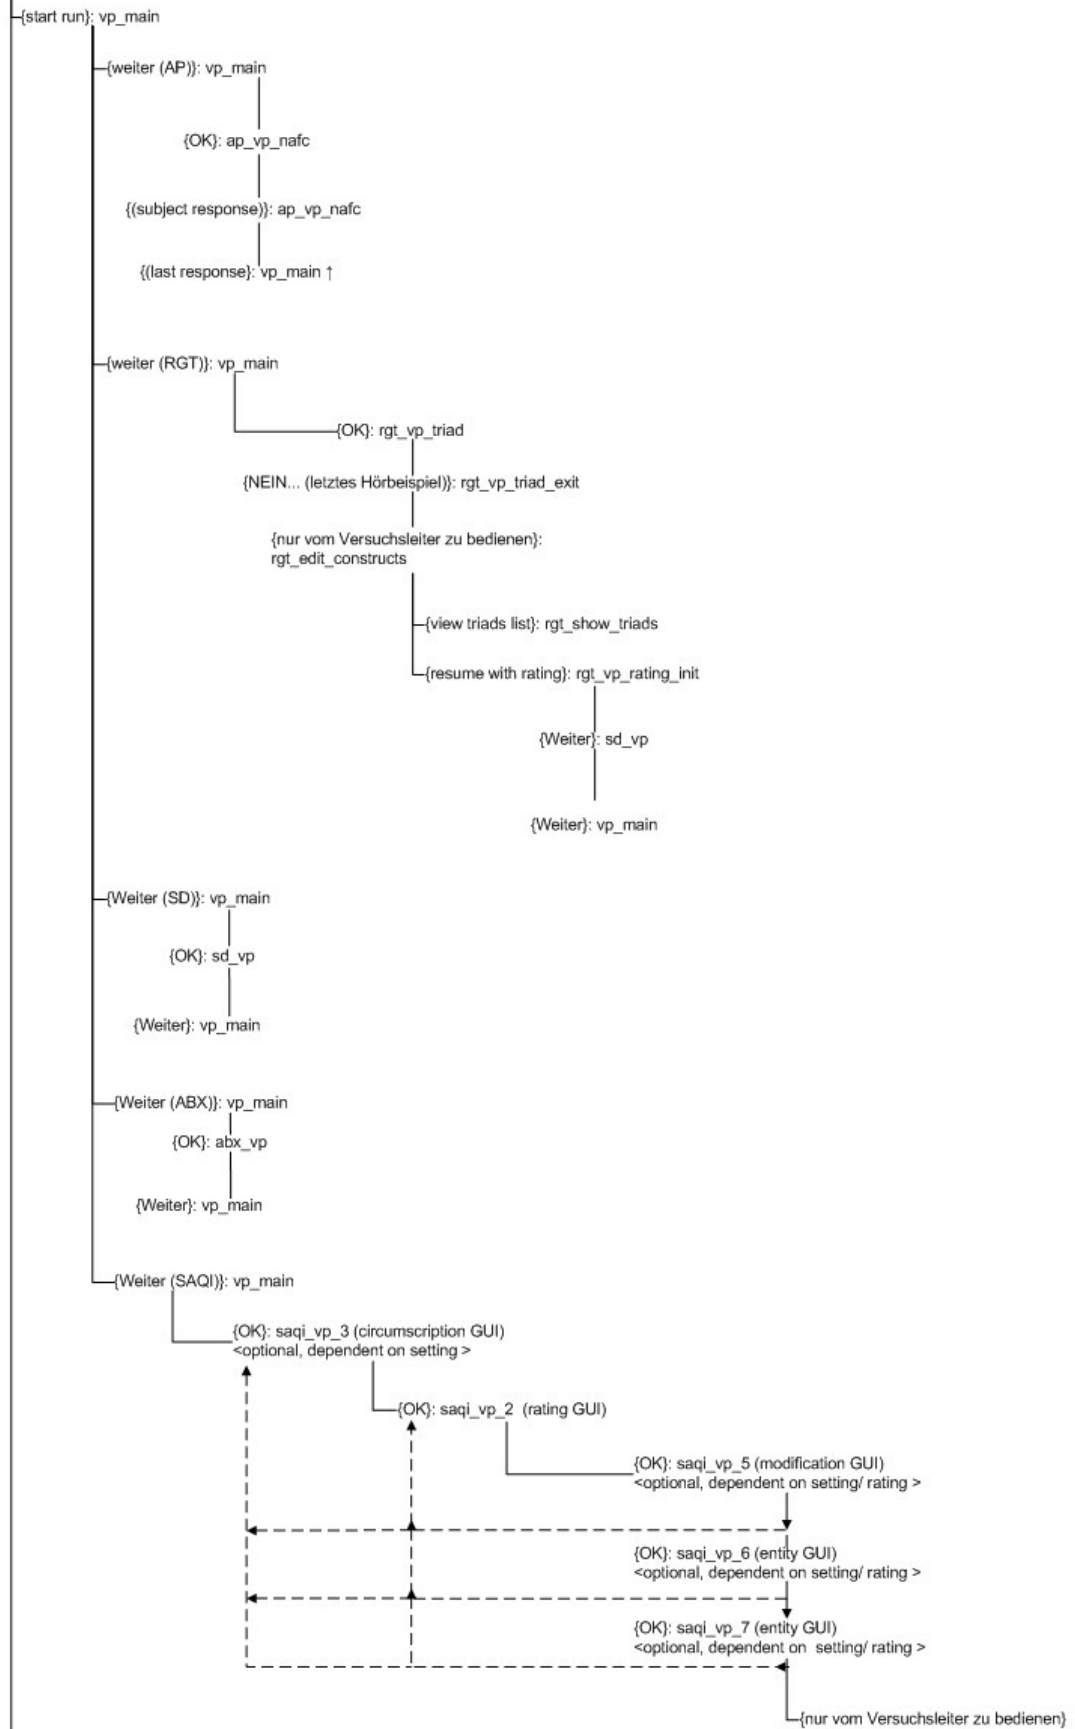 {start run}: vp_main
{weiter (AP)}: vp_main
{OK}: ap_vp_nafc
{(subject response)}: ap_vp_nafc
{(last response}: vp_main ↑
{weiter (RGT)}: vp_main
{OK}: rgt_vp_triad
{NEIN... (letztes Hörbeispiel)}: rgt_vp_triad_exit
{nur vom Versuchsleiter zu bedienen}:
rgt_edit_constructs
{view triads list}: rgt_show_triads
{resume with rating}: rgt_vp_rating_init
{Weiter}: sd_vp
{Weiter}: vp_main
{Weiter (SD)}: vp_main
{OK}: sd_vp
{Weiter}: vp_main
{Weiter (ABX)}: vp_main
{OK}: abx_vp
{Weiter}: vp_main
{Weiter (SAQI)}: vp_main
{OK}: saqi_vp_3 (circumscription GUI)
<optional, dependent on setting >
{OK}: saqi_vp_2 (rating GUI)
{OK}: saqi_vp_5 (modification GUI)
<optional, dependent on setting/ rating >
{OK}: saqi_vp_6 (entity GUI)
<optional, dependent on setting/ rating >
{OK}: saqi_vp_7 (entity GUI)
<optional, dependent on setting/ rating >
{nur vom Versuchsleiter zu bedienen}